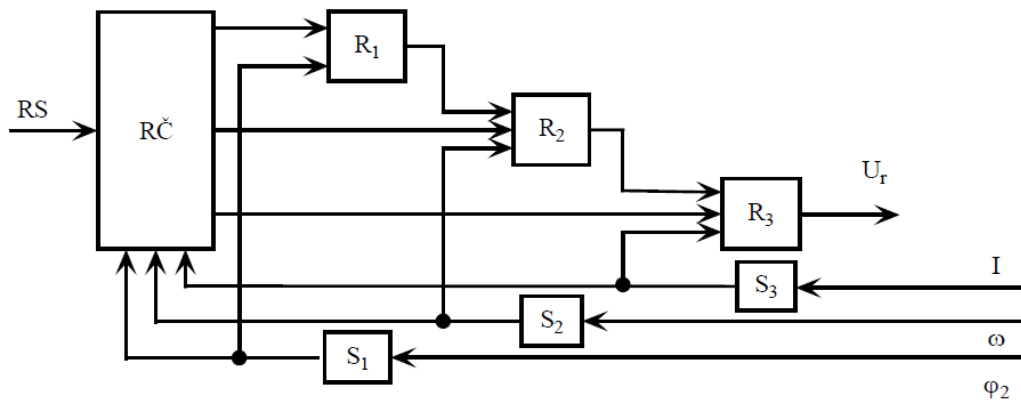 R₁
RS
RČ
R₂
Uᵣ
R₃
I
S₃
S₂
ω
S₁
φ₂